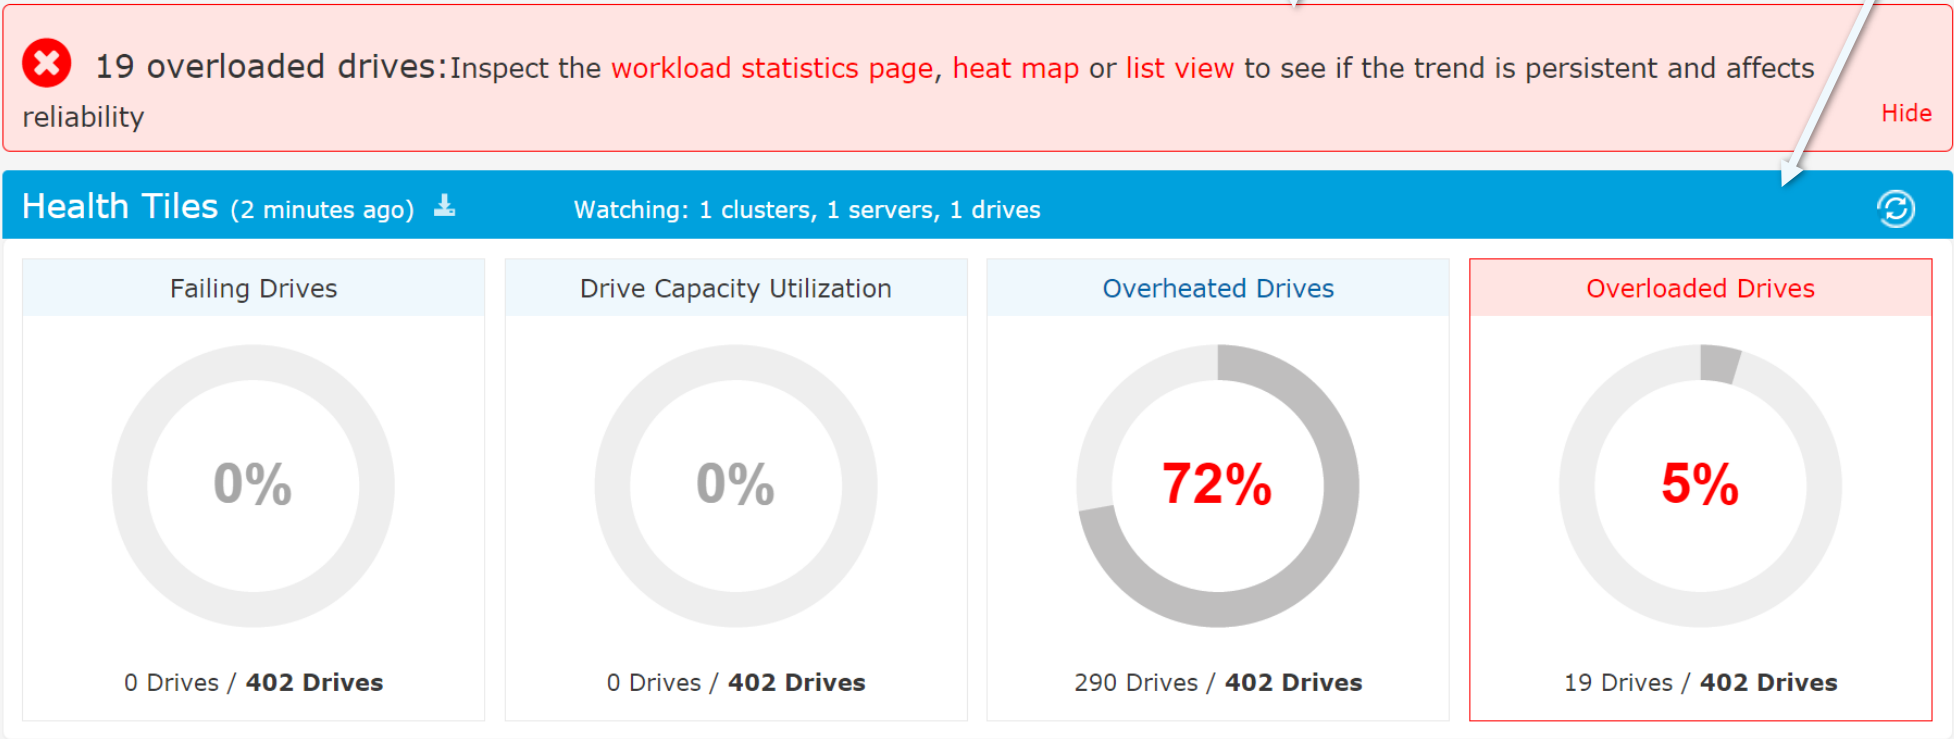 19 overloaded drives:Inspect the workload statistics page, heat map or list view to see if the trend is persistent and affects
reliability
Hide
Health Tiles (2 minutes ago)
Watching: 1 clusters, 1 servers, 1 drives
Failing Drives
0%
0 Drives / 402 Drives
Drive Capacity Utilization
0%
0 Drives / 402 Drives
Overheated Drives
72%
290 Drives / 402 Drives
Overloaded Drives
5%
19 Drives / 402 Drives